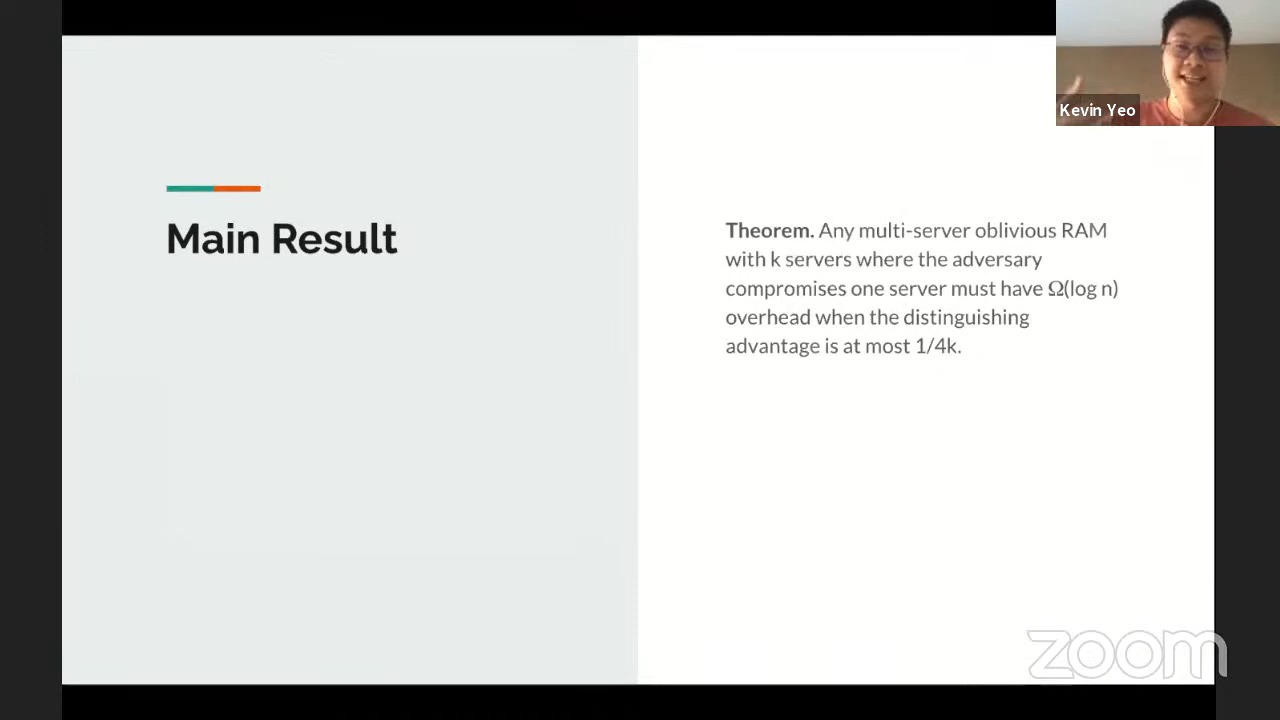 Kevin Yeo
Main Result
Theorem. Any multi-server oblivious RAM
with k servers where the adversary
compromises one server must have Ω(log n)
overhead when the distinguishing
advantage is at most 1/4k.
zoom